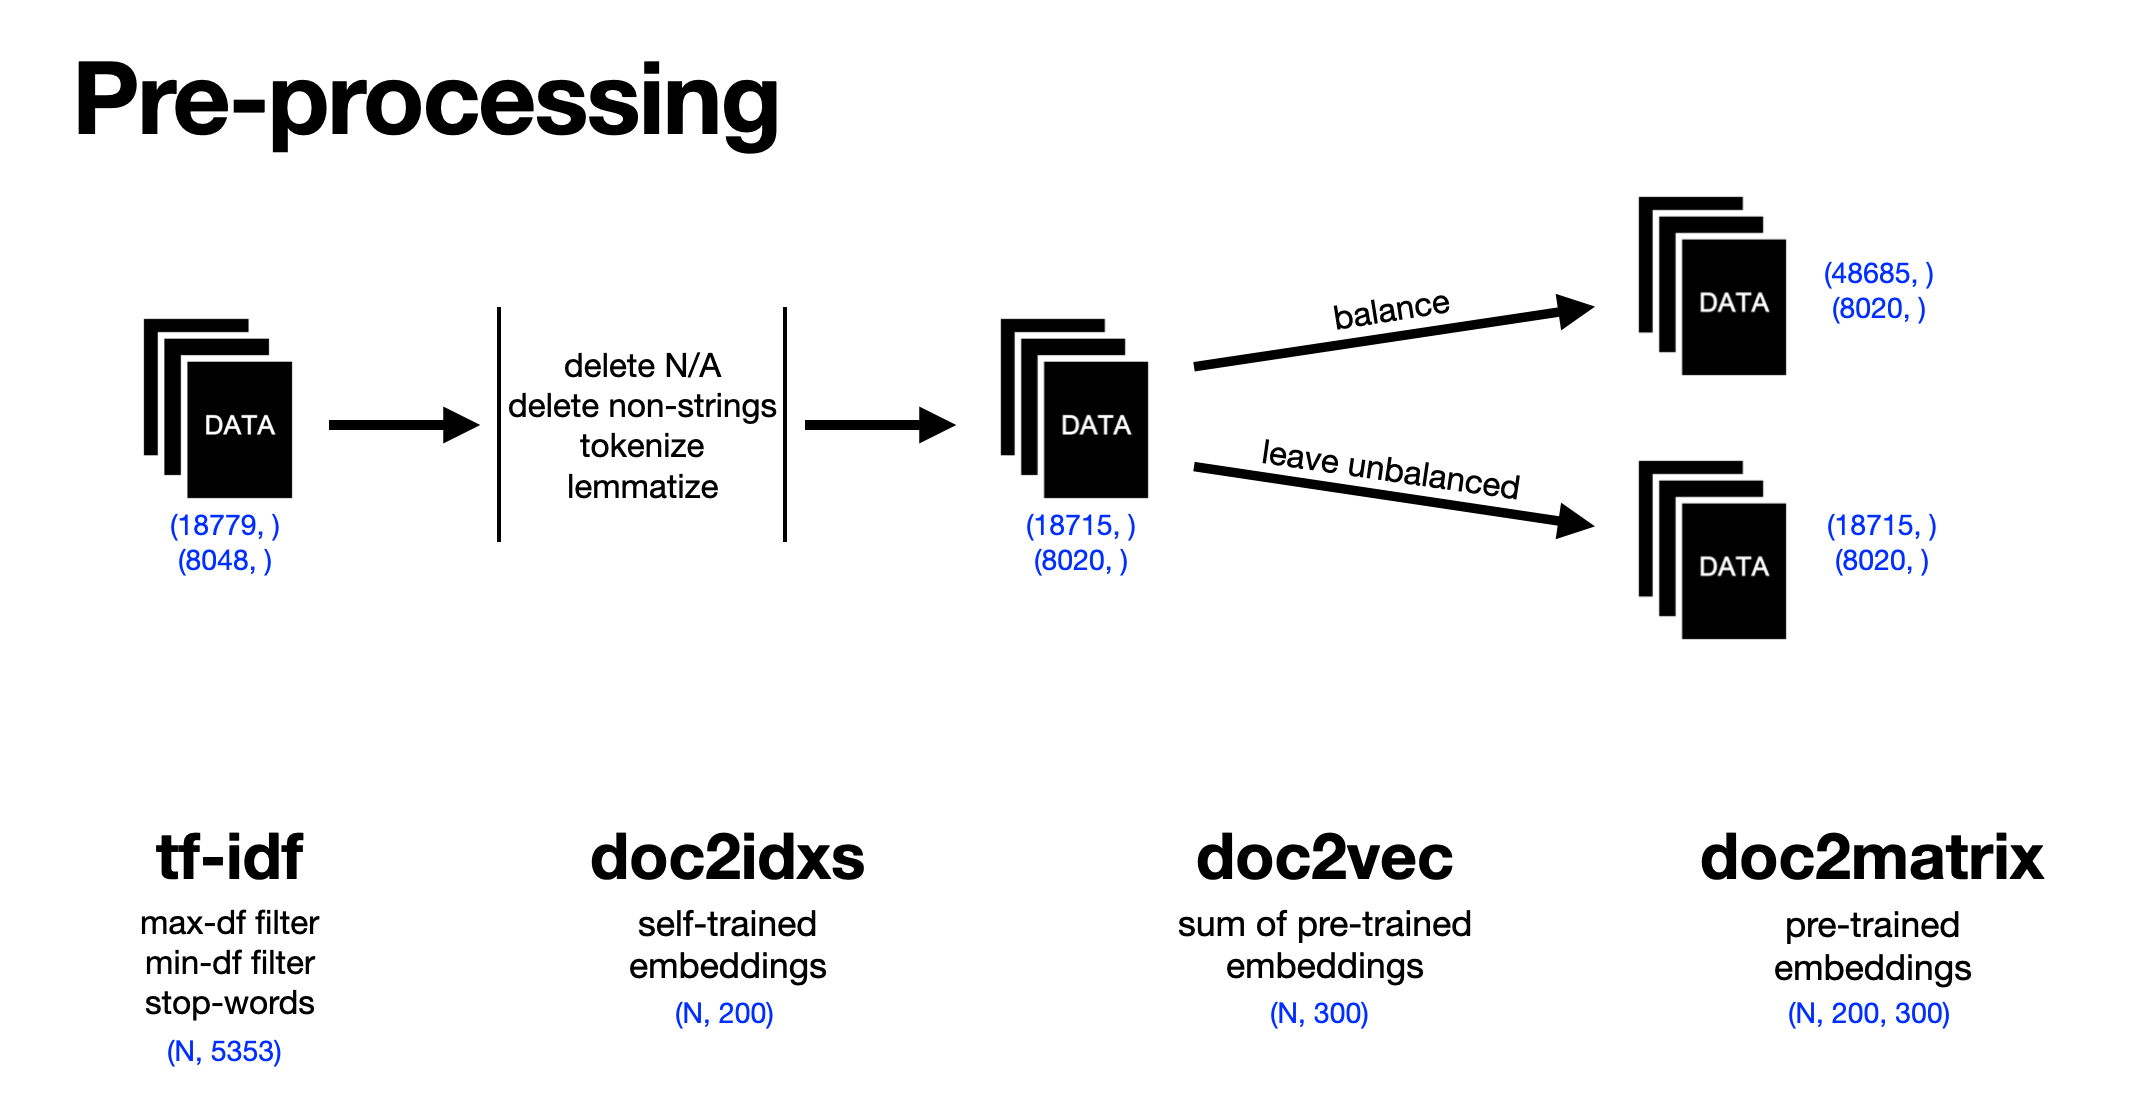 Pre-processing
DATA
(18779, )
(8048, )
delete N/A
delete non-strings
tokenize
lemmatize
DATA
(18715, )
(8020, )
balance
leave unbalanced
DATA
(48685, )
(8020, )
DATA
(18715, )
(8020, )
tf-idf
max-df filter
min-df filter
stop-words
(N, 5353)
doc2idxs
self-trained
embeddings
(N, 200)
doc2vec
sum of pre-trained
embeddings
(N, 300)
doc2matrix
pre-trained
embeddings
(N, 200, 300)